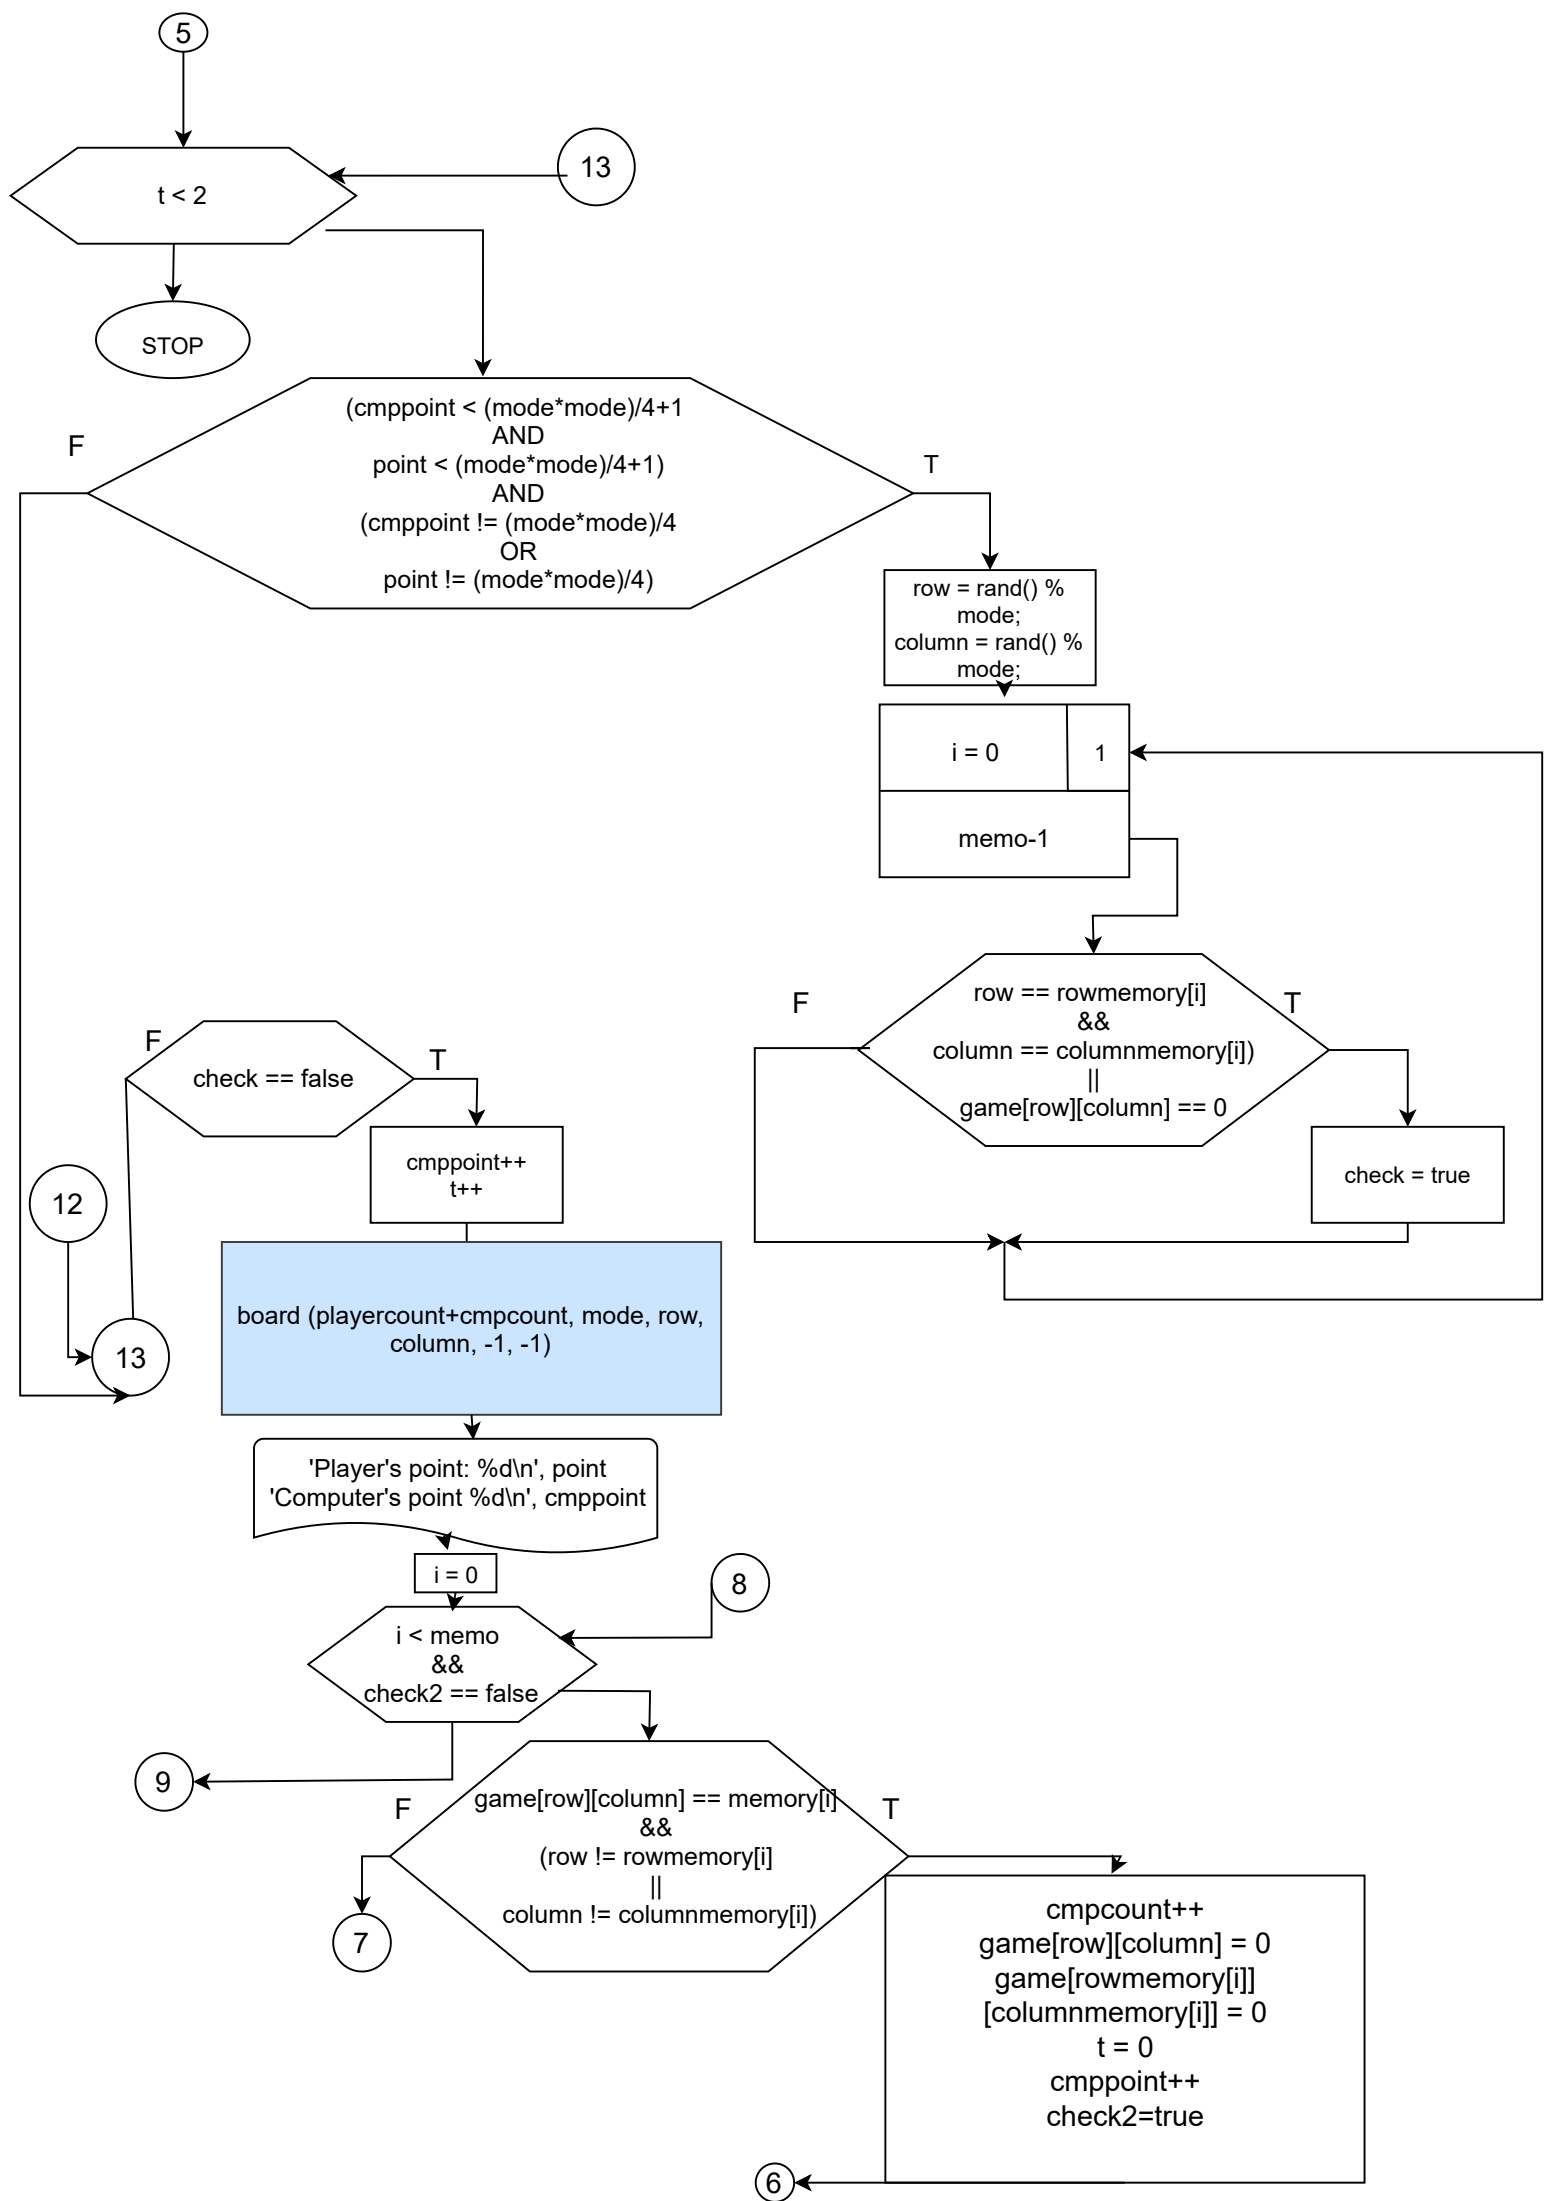 5
13
t < 2
STOP
(cmppoint < (mode*mode)/4+1
AND
point < (mode*mode)/4+1)
AND
(cmppoint != (mode*mode)/4
OR
point != (mode*mode)/4)
F
T
row = rand() %
mode;
column = rand() %
mode;
i = 0
1
memo-1
row == rowmemory[i]
&&
column == columnmemory[i])
||
game[row][column] == 0
F
T
check = true
F
check == false
T
cmppoint++
t++
12
13
board (playercount+cmpcount, mode, row,
column, -1, -1)
'Player's point: %d\n', point
'Computer's point %d\n', cmppoint
i = 0
8
i < memo
&&
check2 == false
9
F
game[row][column] == memory[i]
&&
(row != rowmemory[i]
||
column != columnmemory[i])
T
7
cmpcount++
game[row][column] = 0
game[rowmemory[i]]
[columnmemory[i]] = 0
t = 0
cmppoint++
check2=true
6